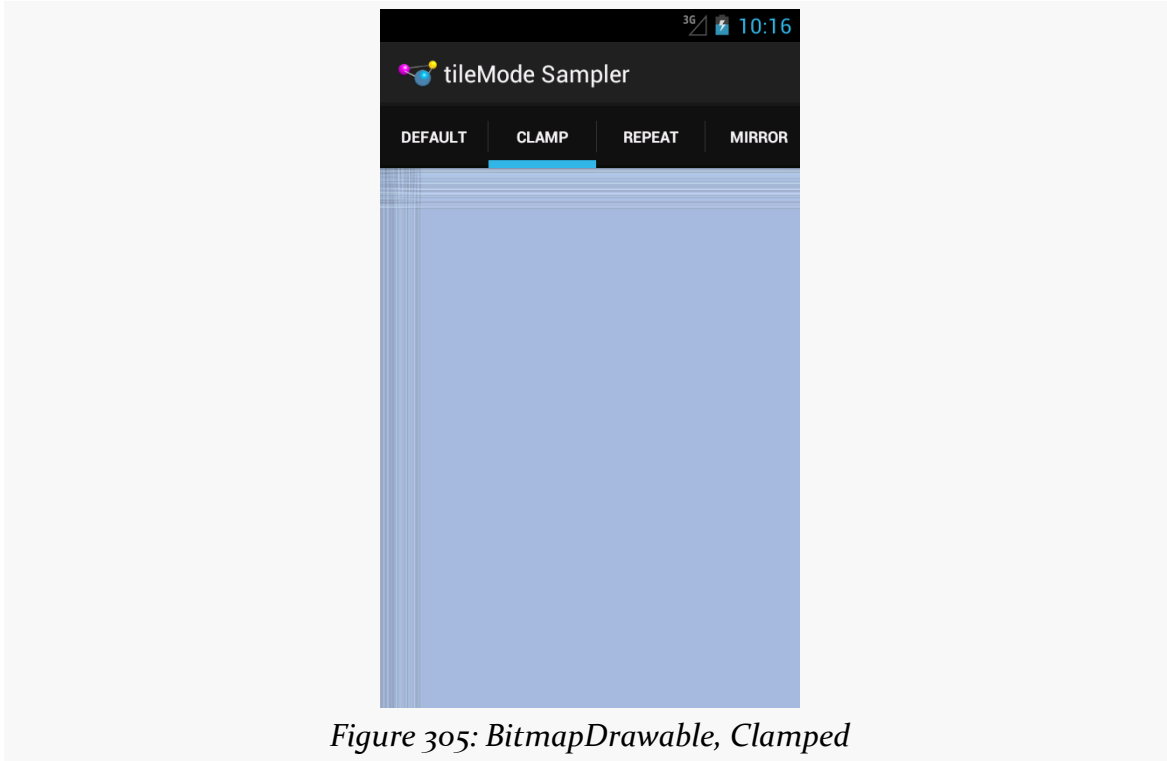 3G 10:16
tileMode Sampler
DEFAULT CLAMP REPEAT MIRROR
Figure 305: BitmapDrawable, Clamped